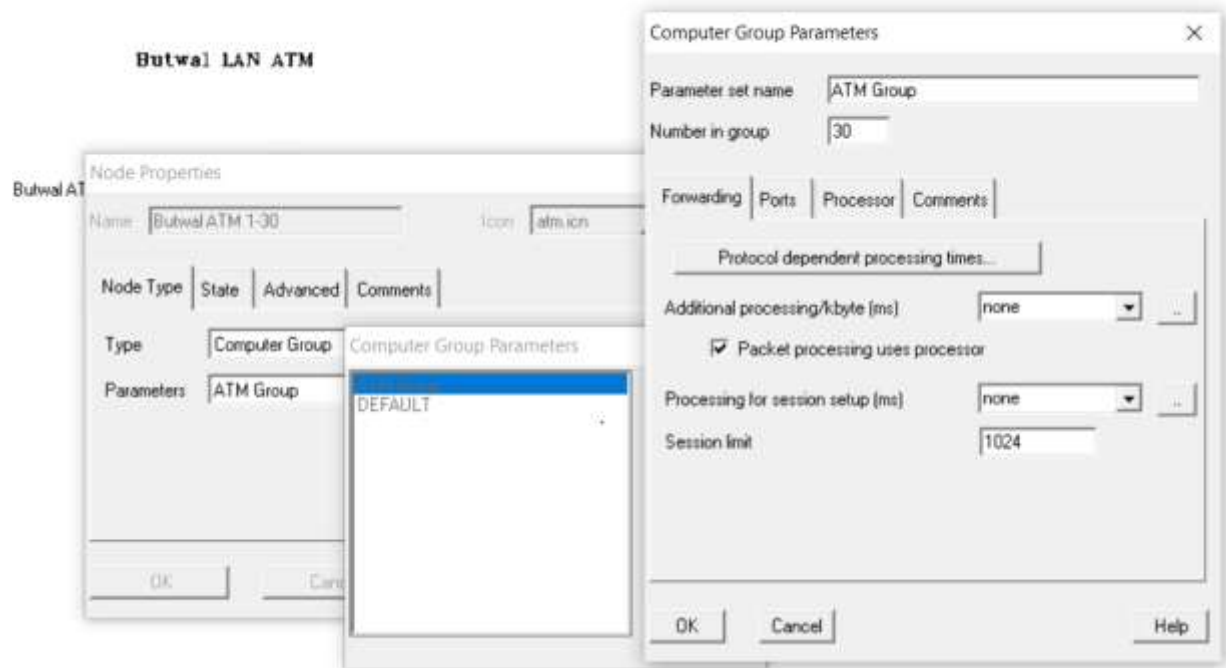 Butwal LAN ATM
Butwal AT
Node Properties
Name Butwal ATM 1-30 Icon atm.icn
Node Type State Advanced Comments
Type Computer Group
Parameters ATM Group
OK
Computer Group Parameters
DEFAULT
Computer Group Parameters
Parameter set name ATM Group
Number in group 30
Forwarding Ports Processor Comments
Protocol dependent processing times...
Additional processing/kbyte (ms) none ..
Packet processing uses processor
Processing for session setup (ms) none ..
Session limit 1024
OK Cancel Help